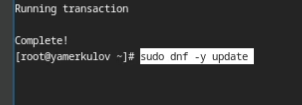 Running transaction
Complete!
[root@yamerkulov ~]# sudo dnf -y update